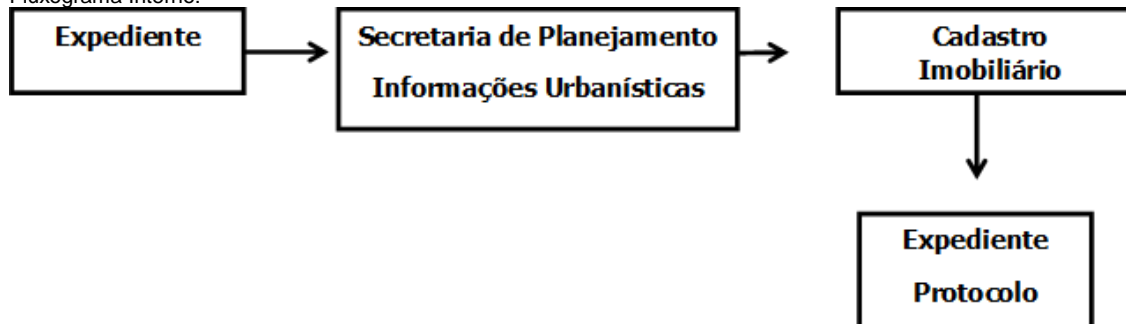 Fluxograma Interno:
Expediente
Secretaria de Planejamento
Informações Urbanísticas
Cadastro
Imobiliário
Expediente
Protocolo